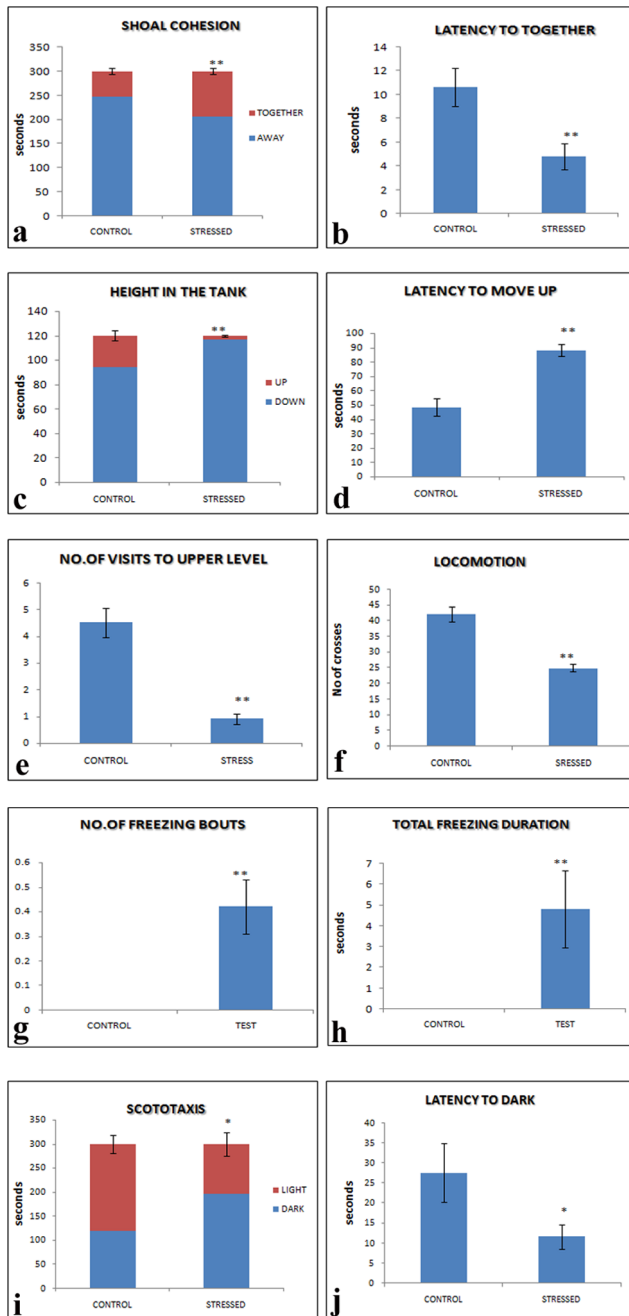 SHOAL COHESION
350
300
250
200
150
100
50
0
seconds
**
TOGETHER
AWAY
CONTROL STRESSED
a
LATENCY TO TOGETHER
14
12
10
8
6
4
2
0
seconds
**
CONTROL STRESSED
b
HEIGHT IN THE TANK
140
120
100
80
60
40
20
0
seconds
**
UP
DOWN
CONTROL STRESSED
c
LATENCY TO MOVE UP
100
90
80
70
60
50
40
30
20
10
0
seconds
**
CONTROL STRESSED
d
NO.OF VISITS TO UPPER LEVEL
6
5
4
3
2
1
0
**
CONTROL STRESS
e
LOCOMOTION
50
45
40
35
30
25
20
15
10
5
0
No of crosses
**
CONTROL SRESSED
f
NO.OF FREEZING BOUTS
0.6
0.5
0.4
0.3
0.2
0.1
0
**
CONTROL TEST
g
TOTAL FREEZING DURATION
7
6
5
4
3
2
1
0
seconds
**
CONTROL TEST
h
SCOTOTAXIS
350
300
250
200
150
100
50
0
seconds
*
LIGHT
DARK
CONTROL STRESSED
i
LATENCY TO DARK
40
35
30
25
20
15
10
5
0
seconds
*
CONTROL STRESSED
j